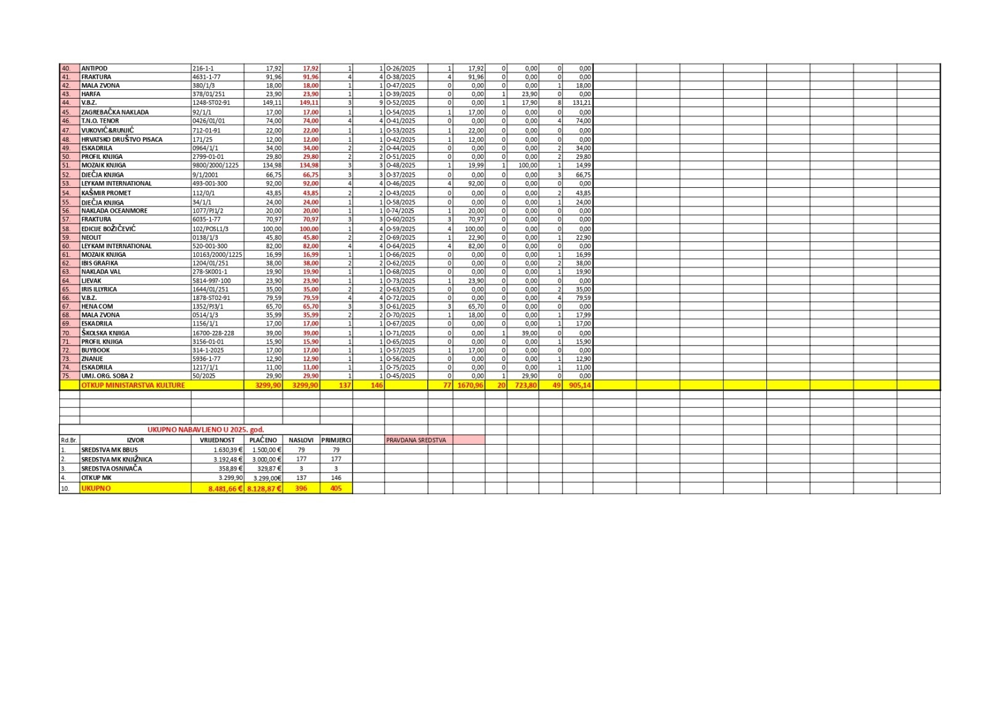 40. ANTIPOD 216-1-1 17,92 17,92 1 1 O-26/2025 1 17,92 0 0,00 0 0,00
41. FRAKTURA 4631-1-77 91,96 91,96 4 4 O-38/2025 4 91,96 0 0,00 0 0,00
42. MALA ZVONA 380/1/3 18,00 18,00 1 1 O-47/2025 0 0,00 0 0,00 1 18,00
43. HARFA 378/01/251 23,90 23,90 1 1 O-39/2025 0 0,00 1 23,90 0 0,00
44. V.B.Z. 1248-ST02-91 149,11 149,11 3 9 O-52/2025 0 0,00 1 17,90 8 131,21
45. ZAGREBAČKA NAKLADA 92/1/1 17,00 17,00 1 1 O-54/2025 1 17,00 0 0,00 0 0,00
46. T.N.O. TENOR 0426/01/01 74,00 74,00 4 4 O-41/2025 0 0,00 0 0,00 4 74,00
47. VUKOVIĆ&RUNJIĆ 712-01-91 22,00 22,00 1 1 O-53/2025 1 22,00 0 0,00 0 0,00
48. HRVATSKO DRUŠTVO PISACA 171/25 12,00 12,00 1 1 O-42/2025 1 12,00 0 0,00 0 0,00
49. ESKADRILA 0964/1/1 34,00 34,00 2 2 O-44/2025 0 0,00 0 0,00 2 34,00
50. PROFIL KNJIGA 2799-01-01 29,80 29,80 2 2 O-51/2025 0 0,00 0 0,00 2 29,80
51. MOZAIK KNJIGA 9800/2000/1225 134,98 134,98 3 3 O-48/2025 1 19,99 1 100,00 1 14,99
52. DJEČJA KNJIGA 9/1/2001 66,75 66,75 3 3 O-37/2025 0 0,00 0 0,00 3 66,75
53. LEYKAM INTERNATIONAL 493-001-300 92,00 92,00 4 4 O-46/2025 4 92,00 0 0,00 0 0,00
54. KAŠMIR PROMET 112/0/1 43,85 43,85 2 2 O-43/2025 0 0,00 0 0,00 2 43,85
55. DJEČJA KNJIGA 34/1/1 24,00 24,00 1 1 O-58/2025 0 0,00 0 0,00 1 24,00
56. NAKLADA OCEANMORE 1077/PJ1/2 20,00 20,00 1 1 0-74/2025 1 20,00 0 0,00 0 0,00
57. FRAKTURA 6035-1-77 70,97 70,97 3 3 O-60/2025 3 70,97 0 0,00 0 0,00
58. EDICIJE BOŽIČEVIĆ 102/POSL1/3 100,00 100,00 1 4 O-59/2025 4 100,00 0 0,00 0 0,00
59. NEOLIT 0138/1/3 45,80 45,80 2 2 O-69/2025 1 22,90 0 0,00 1 22,90
60. LEYKAM INTERNATIONAL 520-001-300 82,00 82,00 4 4 O-64/2025 4 82,00 0 0,00 0 0,00
61. MOZAIK KNJIGA 10163/2000/1225 16,99 16,99 1 1 O-66/2025 0 0,00 0 0,00 1 16,99
62. IBIS GRAFIKA 1204/01/251 38,00 38,00 2 2 O-62/2025 0 0,00 0 0,00 2 38,00
63. NAKLADA VAL 278-SK001-1 19,90 19,90 1 1 O-68/2025 0 0,00 0 0,00 1 19,90
64. LJEVAK 5814-997-100 23,90 23,90 1 1 O-73/2025 1 23,90 0 0,00 0 0,00
65. IRIS ILLYRICA 1644/01/251 35,00 35,00 2 2 O-63/2025 0 0,00 0 0,00 2 35,00
66. V.B.Z. 1878-ST02-91 79,59 79,59 4 4 O-72/2025 0 0,00 0 0,00 4 79,59
67. HENA COM 1352/PJ3/1 65,70 65,70 3 3 O-61/2025 3 65,70 0 0,00 0 0,00
68. MALA ZVONA 0514/1/3 35,99 35,99 2 2 O-70/2025 1 18,00 0 0,00 1 17,99
69. ESKADRILA 1156/1/1 17,00 17,00 1 1 O-67/2025 0 0,00 0 0,00 1 17,00
70. ŠKOLSKA KNJIGA 16700-228-228 39,00 39,00 1 1 O-71/2025 0 0,00 1 39,00 0 0,00
71. PROFIL KNJIGA 3156-01-01 15,90 15,90 1 1 O-65/2025 0 0,00 0 0,00 1 15,90
72. BUYBOOK 314-1-2025 17,00 17,00 1 1 O-57/2025 1 17,00 0 0,00 0 0,00
73. ZNANJE 5936-1-77 12,90 12,90 1 1 O-56/2025 0 0,00 0 0,00 1 12,90
74. ESKADRILA 1217/1/1 11,00 11,00 1 1 O-75/2025 0 0,00 0 0,00 1 11,00
75. UMJ. ORG. SOBA 2 50/2025 29,90 29,90 1 1 O-45/2025 0 0,00 1 29,90 0 0,00
OTKUP MINISTARSTVA KULTURE 3299,90 3299,90 137 146 77 1670,96 20 723,80 49 905,14
UKUPNO NABAVLJENO U 2025. god.
Rd.Br. IZVOR VRIJEDNOST PLAĆENO NASLOVI PRIMJERCI PRAVDANA SREDSTVA
1. SREDSTVA MK BBUS 1.630,39 € 1.500,00 € 79 79
2. SREDSTVA MK KNJIŽNICA 3.192,48 € 3.000,00 € 177 177
3. SREDSTVA OSNIVAČA 358,89 € 329,87 € 3 3
4. OTKUP MK 3.299,90 3.299,00€ 137 146
10. UKUPNO 8.481,66 € 8.128,87 € 396 405